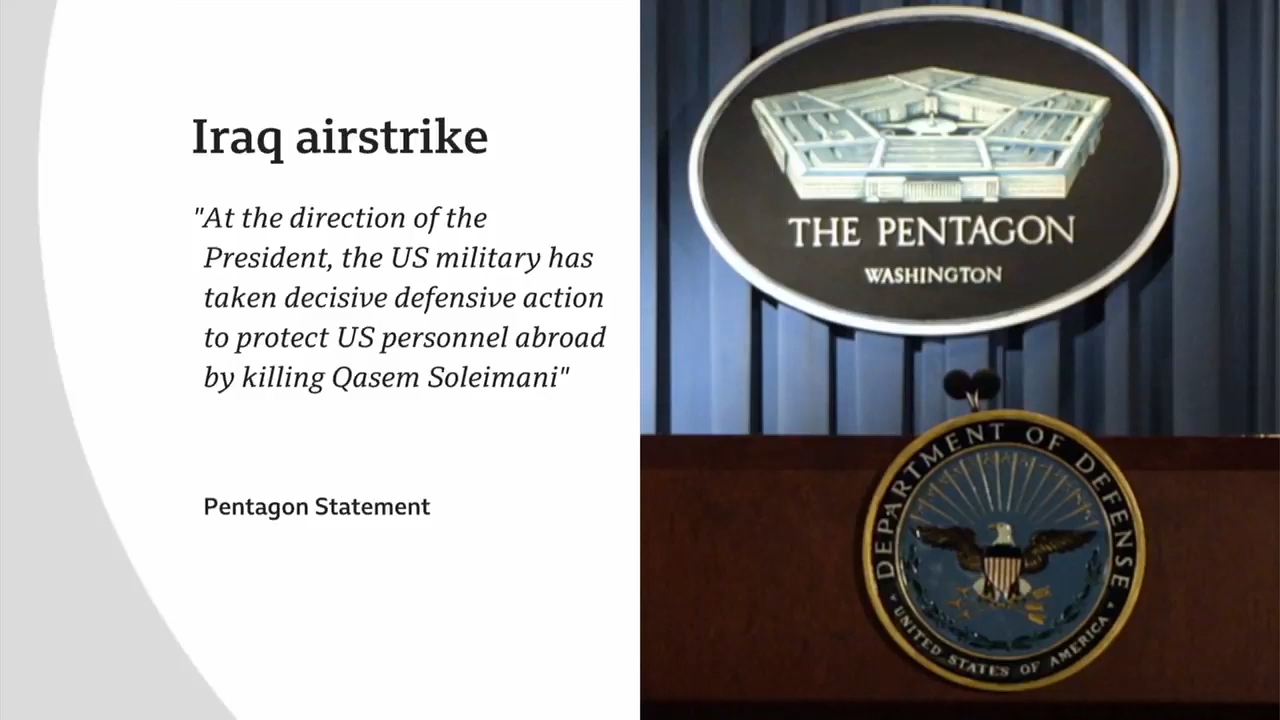 Iraq airstrike
"At the direction of the
President, the US military has
taken decisive defensive action
to protect US personnel abroad
by killing Qasem Soleimani"
Pentagon Statement
THE PENTAGON
WASHINGTON
DEPARTMENT OF DEFENSE
UNITED STATES OF AMERICA